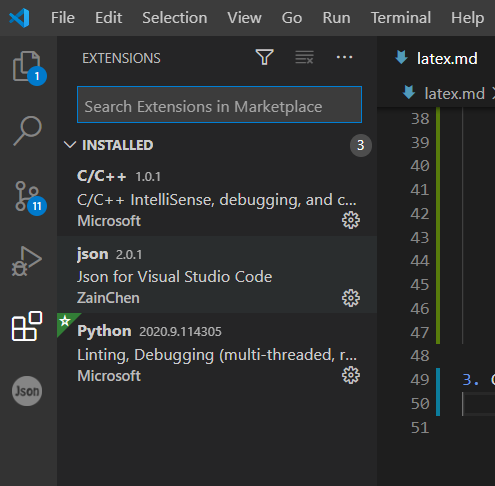 File Edit Selection View Go Run Terminal Help
EXTENSIONS
latex.md
Search Extensions in Marketplace
latex.md
INSTALLED 3
C/C++ 1.0.1
C/C++ IntelliSense, debugging, and c...
Microsoft
json 2.0.1
Json for Visual Studio Code
ZainChen
Python 2020.9.114305
Linting, Debugging (multi-threaded, r...
Microsoft
1
11
Json
38
39
40
41
42
43
44
45
46
47
48
49 3.
50
51